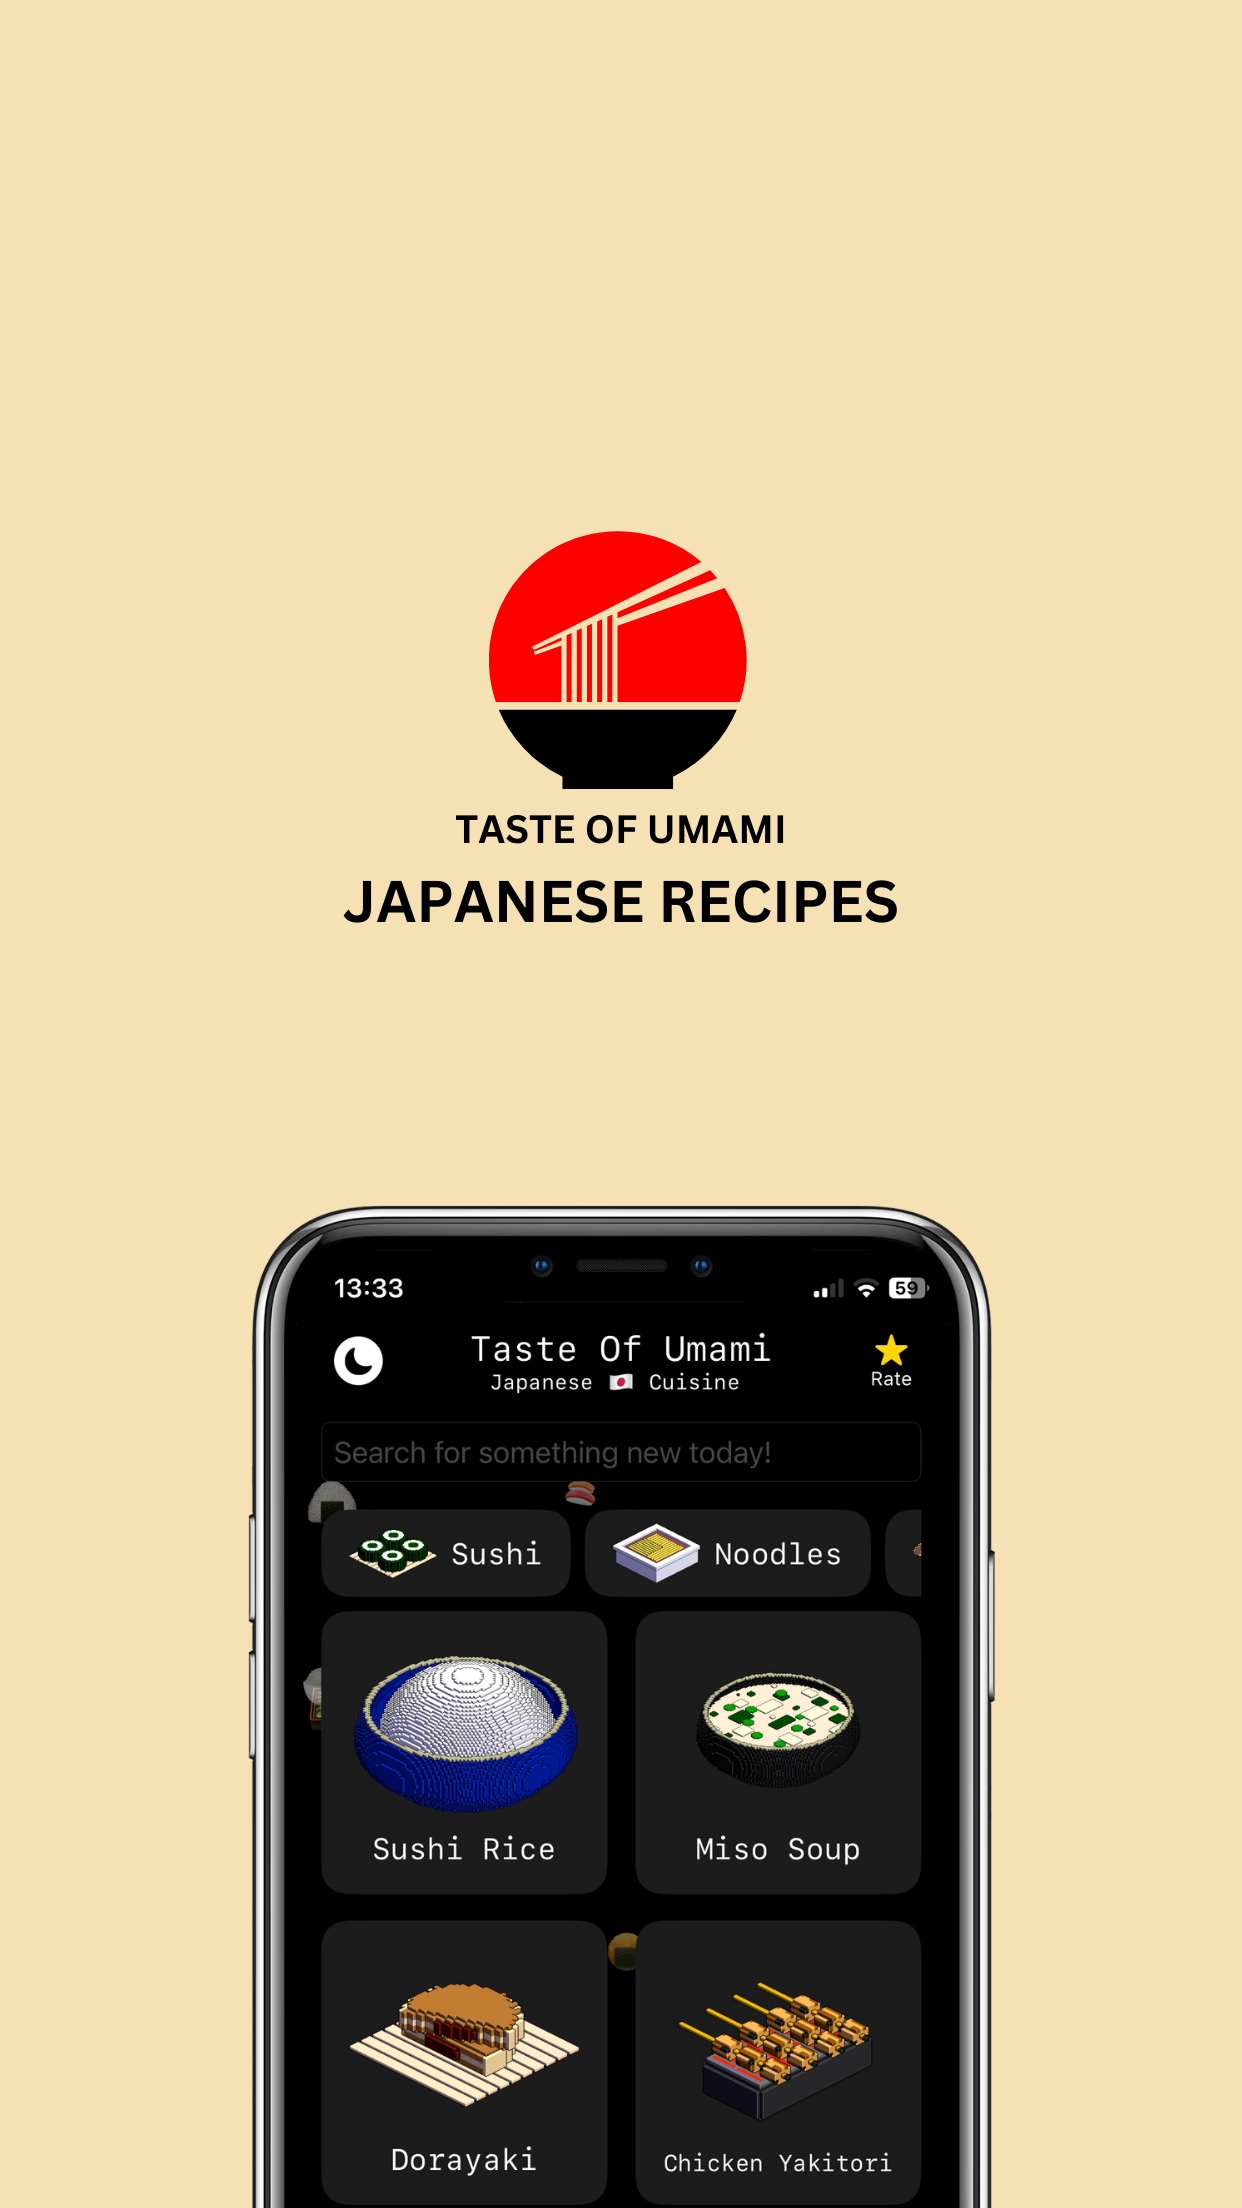 TASTE OF UMAMI
JAPANESE RECIPES
13:33
59
Taste Of Umami
Japanese 🇯🇵 Cuisine
Rate
Search for something new today!
Sushi
Noodles
Sushi Rice
Miso Soup
Dorayaki
Chicken Yakitori